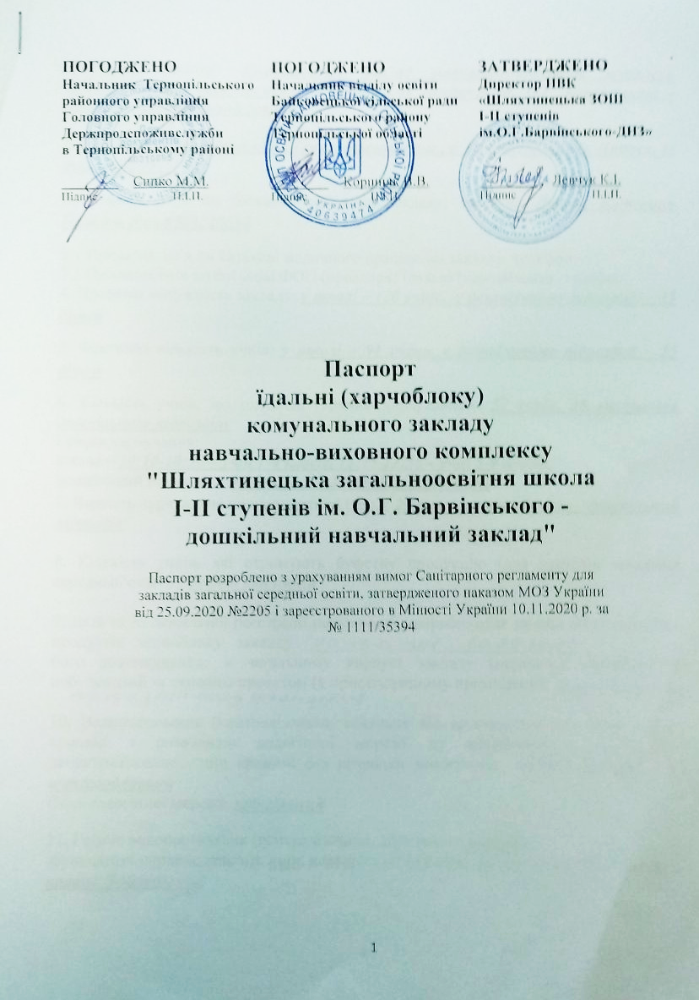 ПОГОДЖЕНО
Начальник Тернопільського
районного управління
Головного управління
Держпродспоживслужби
в Тернопільському районі
Сипко М.М.
Підпис П.І.П.
ПОГОДЖЕНО
Начальник відділу освіти
Байковецької сільської ради
Тернопільського району
Тернопільської області
В.В.
Підпис П.І.П.
УКРАЇНА
40639474
ЗАТВЕРДЖЕНО
Директор НВК
«Шляхтинецька ЗОШ
І-ІІ ступенів
ім.О.Г.Барвінського-ДНЗ»
Левчук К.І.
Підпис П.І.П.
Паспорт
їдальні (харчоблоку)
комунального закладу
навчально-виховного комплексу
"Шляхтинецька загальноосвітня школа
І-ІІ ступенів ім. О.Г. Барвінського -
дошкільний навчальний заклад"
Паспорт розроблено з урахуванням вимог Санітарного регламенту для
закладів загальної середньої освіти, затвердженого наказом МОЗ України
від 25.09.2020 №2205 і зареєстрованого в Мінюсті України 10.11.2020 р. за
№ 1111/35394
1